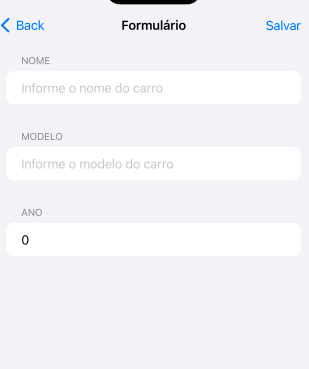 Back Formulário Salvar
NOME
Informe o nome do carro
MODELO
Informe o modelo do carro
ANO
0